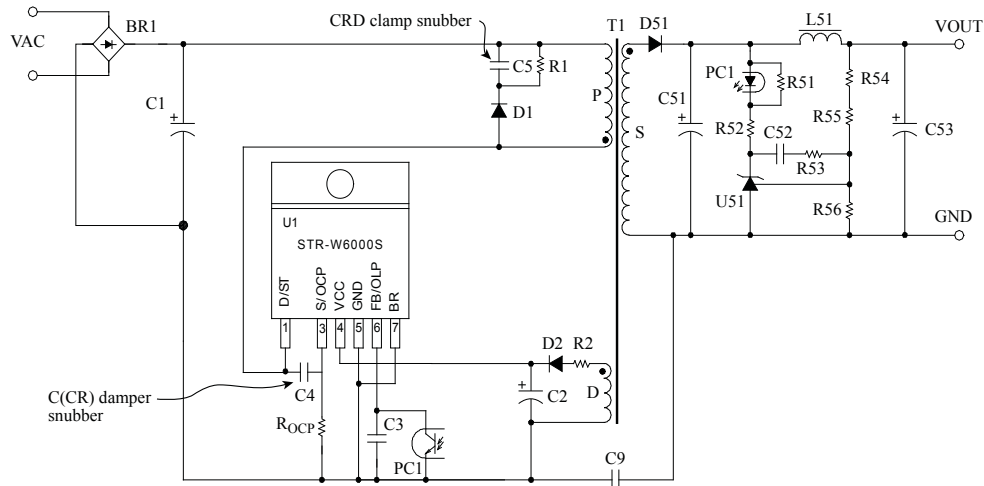 CRD clamp snubber
T1
D51
L51
VOUT
BR1
VAC
C5
R1
PC1
R51
R54
P
C1
D1
C51
S
R52
C52
R55
C53
R53
U51
R56
GND
U1
STR-W6000S
D/ST
S/OCP
VCC
GND
FB/OLP
BR
1
3
4
5
6
7
D2
R2
C4
C2
D
C(CR) damper
snubber
ROCP
C3
PC1
C9